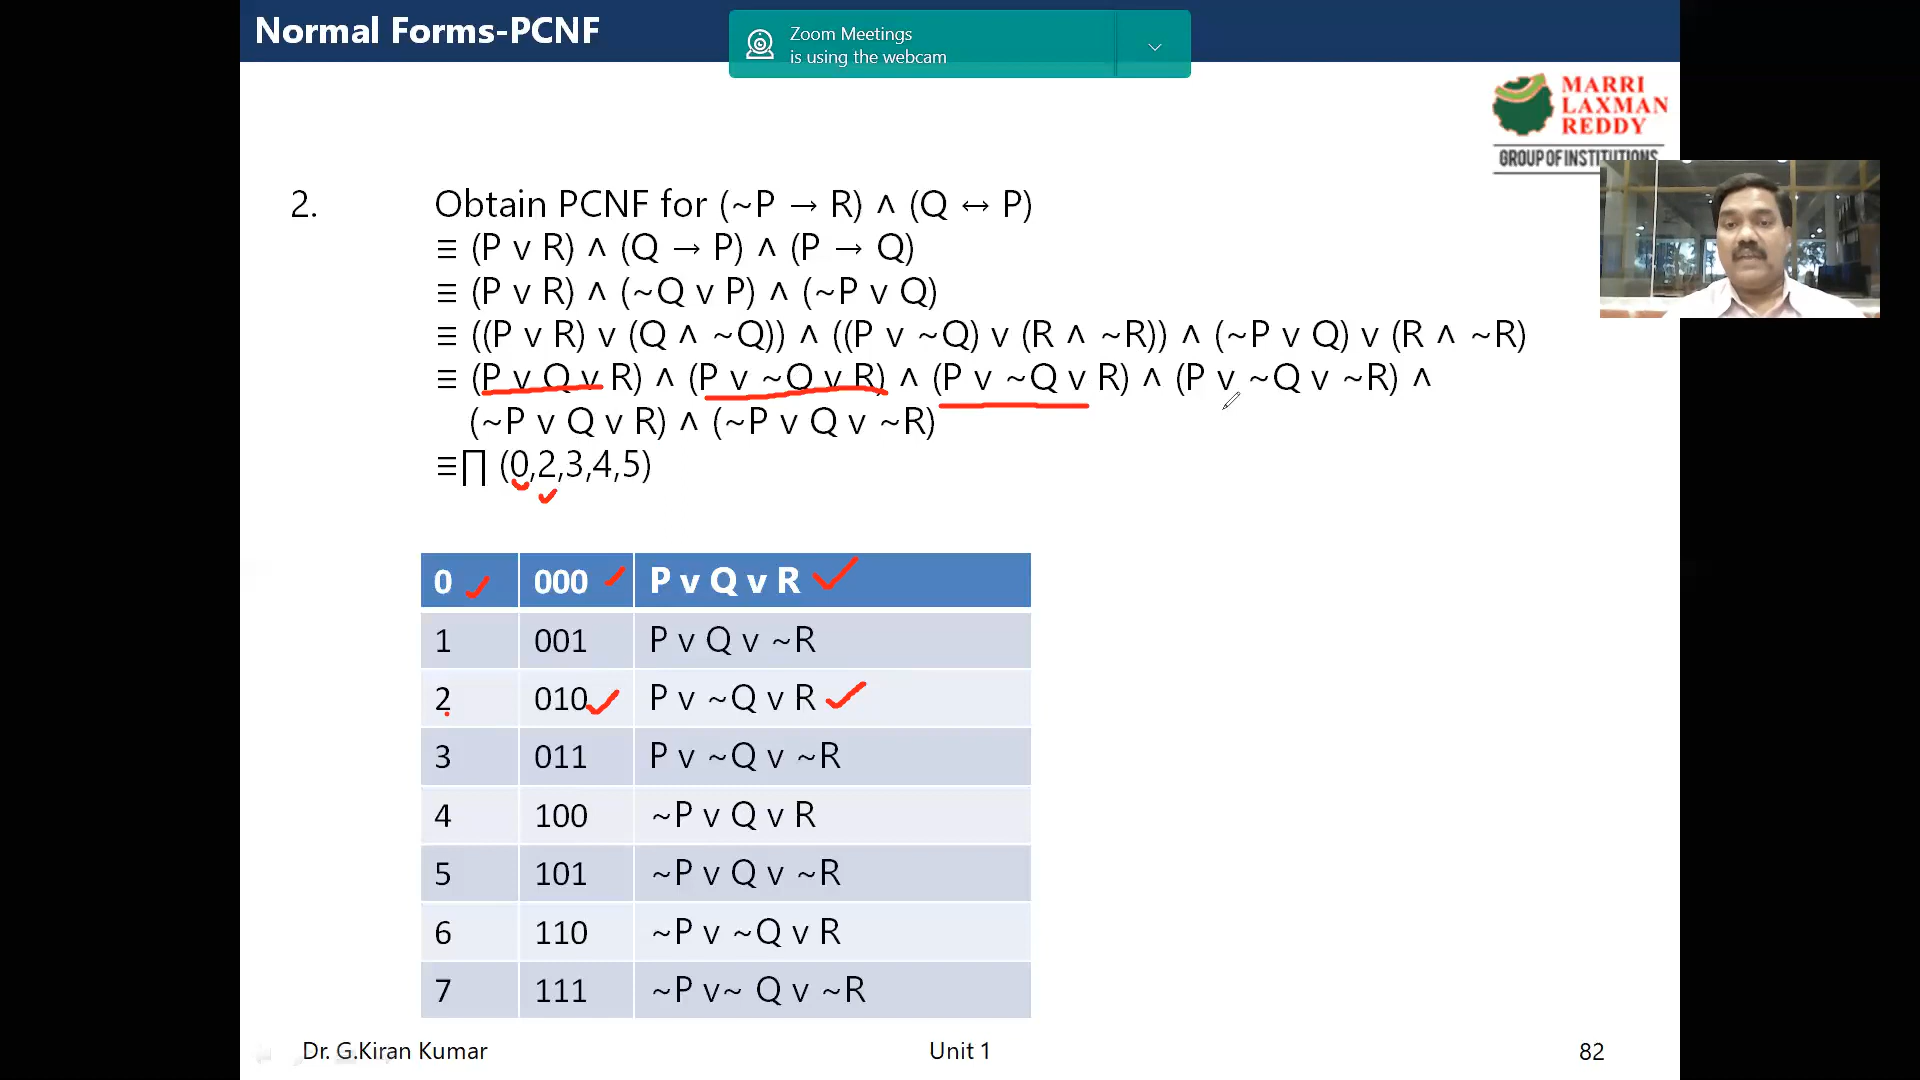 Normal Forms-PCNF
Zoom Meetings
is using the webcam
MARRI
LAXMAN
REDDY
GROUP OF INSTITUTIONS
2. Obtain PCNF for (~P → R) ∧ (Q ↔ P)
≡ (P v R) ∧ (Q → P) ∧ (P → Q)
≡ (P v R) ∧ (~Q v P) ∧ (~P v Q)
≡ ((P v R) v (Q ∧ ~Q)) ∧ ((P v ~Q) v (R ∧ ~R)) ∧ (~P v Q) v (R ∧ ~R)
≡ (P v Q v R) ∧ (P v ~Q v R) ∧ (P v ~Q v R) ∧ (P v ~Q v ~R) ∧
(~P v Q v R) ∧ (~P v Q v ~R)
≡∏ (0,2,3,4,5)
0 000 P v Q v R
1 001 P v Q v ~R
2 010 P v ~Q v R
3 011 P v ~Q v ~R
4 100 ~P v Q v R
5 101 ~P v Q v ~R
6 110 ~P v ~Q v R
7 111 ~P v~ Q v ~R
Dr. G.Kiran Kumar Unit 1 82